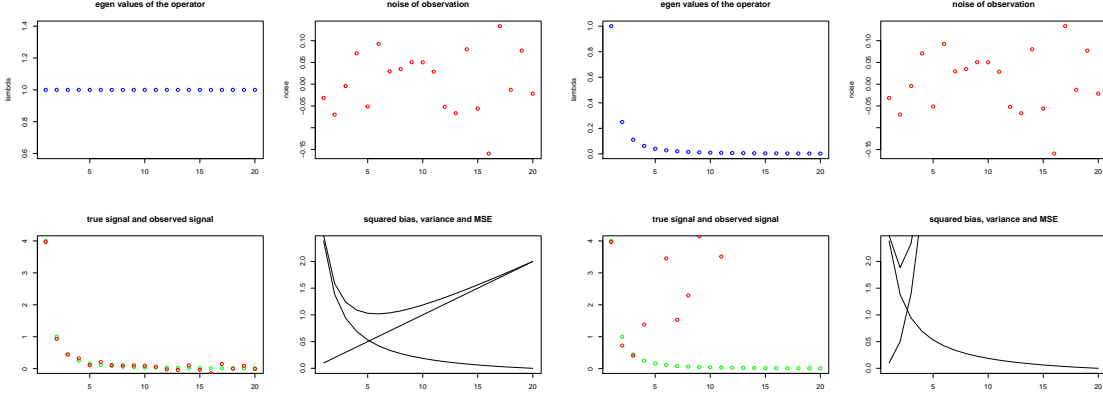 egen values of the operator
1.4
1.2
1.0
0.8
0.6
lambda
5 10 15 20
noise of observation
0.10
0.05
0.00
−0.05
−0.15
noise
5 10 15 20
egen values of the operator
1.0
0.8
0.6
0.4
0.2
0.0
lambda
5 10 15 20
noise of observation
0.10
0.05
0.00
−0.05
−0.15
noise
5 10 15 20
true signal and observed signal
4
3
2
1
0
5 10 15 20
squared bias, variance and MSE
2.0
1.5
1.0
0.5
0.0
5 10 15 20
true signal and observed signal
4
3
2
1
0
5 10 15 20
squared bias, variance and MSE
2.0
1.5
1.0
0.5
0.0
5 10 15 20